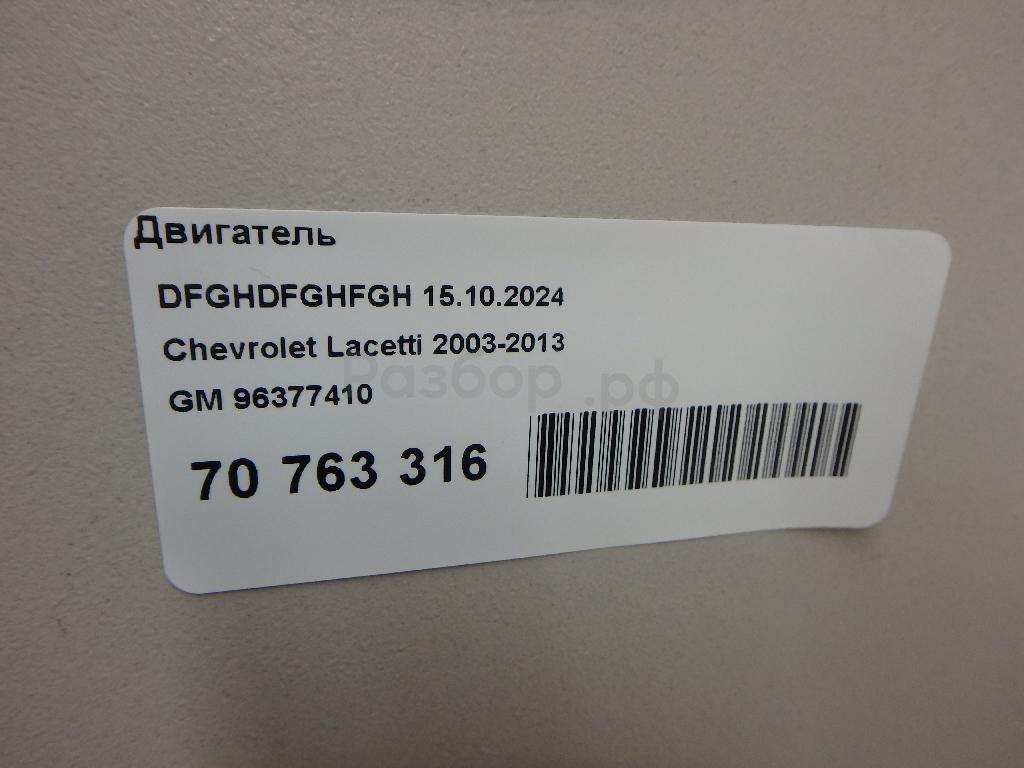 Двигатель
DFGHDFGHFGH 15.10.2024
Chevrolet Lacetti 2003-2013
Разбор.рф
GM 96377410
70 763 316